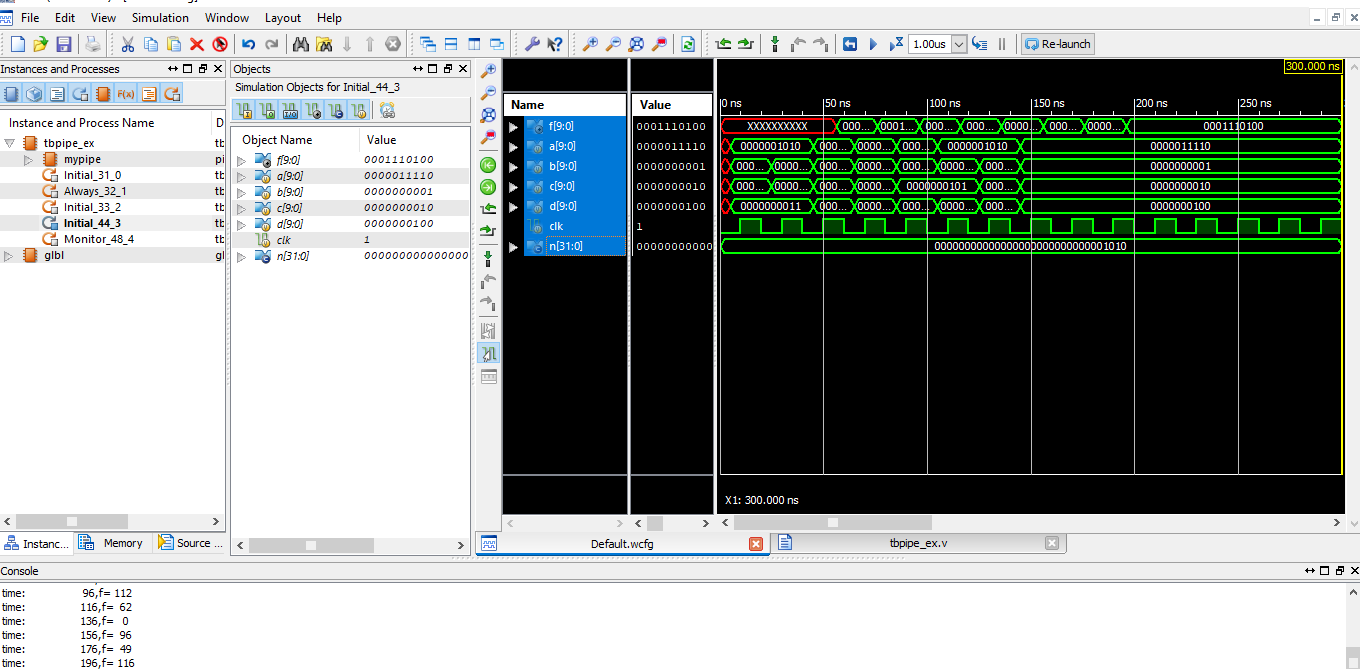 File Edit View Simulation Window Layout Help
1.00us Re-launch
Instances and Processes
Instance and Process Name D
tbpipe_ex tb
mypipe pi
Initial_31_0 tb
Always_32_1 tb
Initial_33_2 tb
Initial_44_3 tb
Monitor_48_4 tb
glbl gl
Instanc... Memory Source ...
Objects
Simulation Objects for Initial_44_3
Object Name Value
f[9:0] 0001110100
a[9:0] 0000011110
b[9:0] 0000000001
c[9:0] 0000000010
d[9:0] 0000000100
clk 1
n[31:0] 000000000000000
300.000 ns
Name Value 0 ns 50 ns 100 ns 150 ns 200 ns 250 ns
f[9:0] 0001110100 XXXXXXXXXX 000... 0001... 000... 000... 0000... 000... 0000... 0001110100
a[9:0] 0000011110 0000001010 000... 0000... 000... 0000001010 0000011110
b[9:0] 0000000001 000... 0000... 000... 0000... 000... 0000... 000... 0000000001
c[9:0] 0000000010 000... 0000... 000... 0000... 0000000101 000... 0000000010
d[9:0] 0000000100 0000000011 000... 0000... 000... 0000... 000... 0000000100
clk 1
n[31:0] 00000000000 00000000000000000000000000001010
X1: 300.000 ns
Default.wcfg tbpipe_ex.v
Console
time: 96,f= 112
time: 116,f= 62
time: 136,f= 0
time: 156,f= 96
time: 176,f= 49
time: 196,f= 116